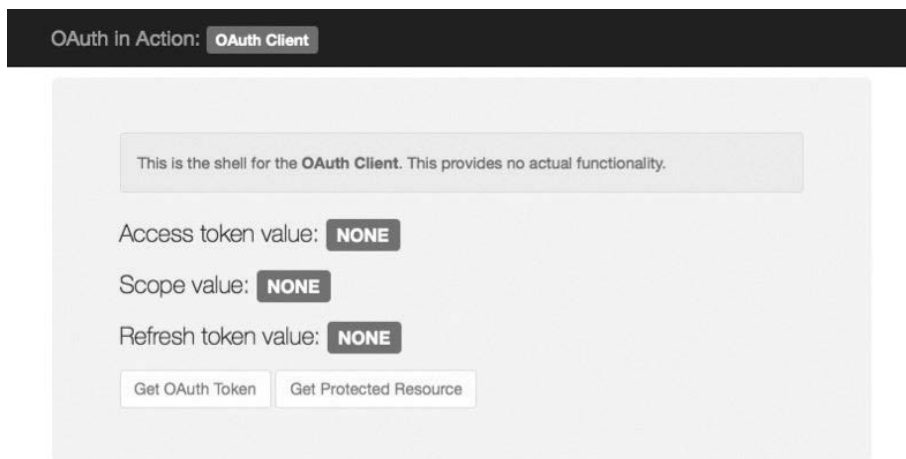 OAuth in Action: OAuth Client
This is the shell for the OAuth Client. This provides no actual functionality.
Access token value: NONE
Scope value: NONE
Refresh token value: NONE
Get OAuth Token Get Protected Resource